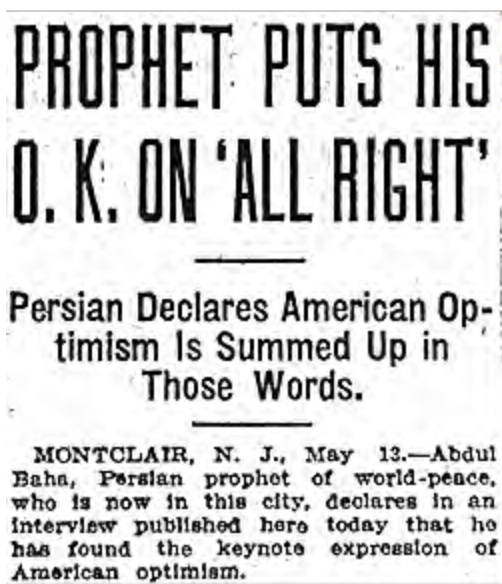 PROPHET PUTS HIS
O. K. ON 'ALL RIGHT'
Persian Declares American Op-
timism Is Summed Up in
Those Words.
MONTCLAIR, N. J., May 13.—Abdul
Baha, Persian prophet of world-peace,
who is now in this city, declares in an
interview published here today that he
has found the keynote expression of
American optimism.